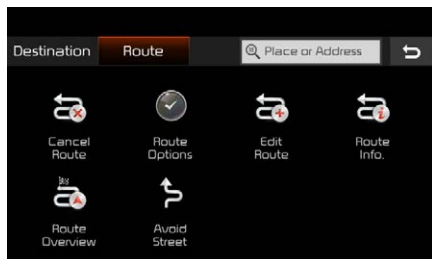 Destination Route Place or Address
Cancel Route Edit Route
Route Options Route Info.
Route Avoid
Overview Street